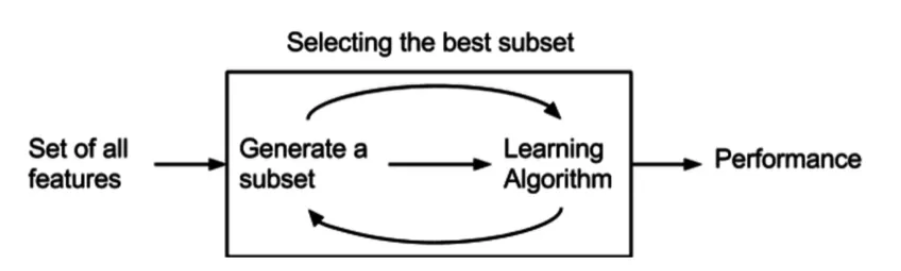 Selecting the best subset
Set of all
features
Generate a
subset
Learning
Algorithm
Performance